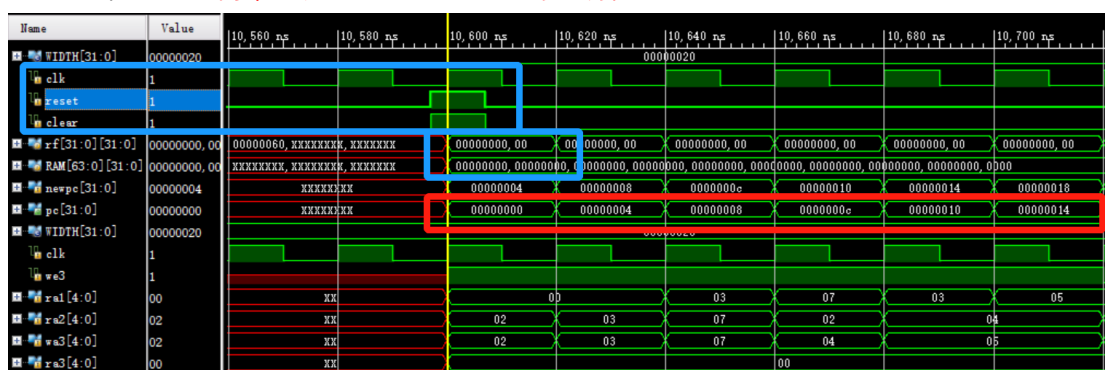 Name Value 10,560 ns 10,580 ns 10,600 ns 10,620 ns 10,640 ns 10,660 ns 10,680 ns 10,700 ns
WIDTH[31:0] 00000020 00000020
clk 1
reset 1
clear 1
rf[31:0][31:0] 00000000,00 00000060,XXXXXXXX,XXXXXXX 00000000,00 00000000,00 00000000,00 00000000,00 00000000,00 00000000,00
RAM[63:0][31:0] 00000000,00 XXXXXXXX,XXXXXXXX,XXXXXXX 00000000,00000000,00000000,00000000,00000000,00000000,00000000,00000000,00000000,0000
newpc[31:0] 00000004 XXXXXXXX 00000004 00000008 0000000c 00000010 00000014 00000018
pc[31:0] 00000000 XXXXXXXX 00000000 00000004 00000008 0000000c 00000010 00000014
WIDTH[31:0] 00000020 00000020
clk 1
we3 1
ra1[4:0] 00 XX 00 03 07 03 05
ra2[4:0] 02 XX 02 03 07 02 04
wa3[4:0] 02 XX 02 03 07 04 05
ra3[4:0] 00 XX 00